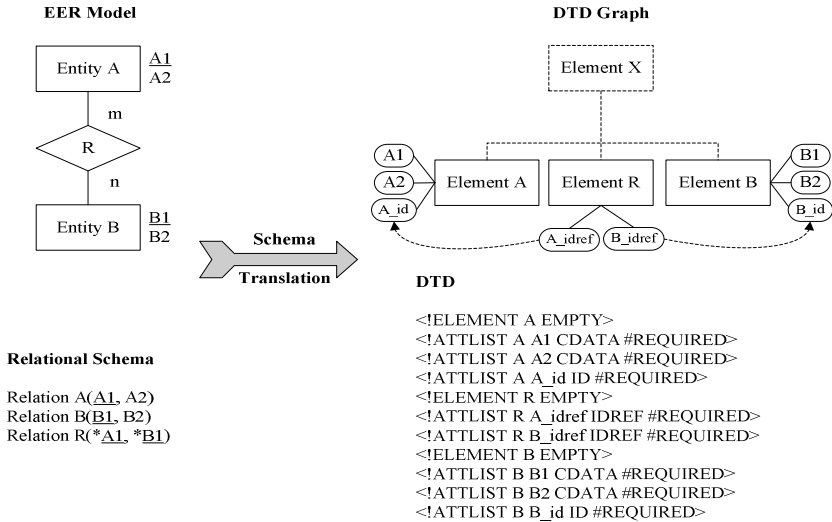 EER Model
Entity A
A1
A2
m
R
n
Entity B
B1
B2
Relational Schema
Relation A(A1, A2)
Relation B(B1, B2)
Relation R(*A1, *B1)
Schema
Translation
DTD Graph
Element X
A1
A2
A_id
Element A
Element R
Element B
B1
B2
B_id
A_idref
B_idref
DTD
<!ELEMENT A EMPTY>
<!ATTLIST A A1 CDATA #REQUIRED>
<!ATTLIST A A2 CDATA #REQUIRED>
<!ATTLIST A A_id ID #REQUIRED>
<!ELEMENT R EMPTY>
<!ATTLIST R A_idref IDREF #REQUIRED>
<!ATTLIST R B_idref IDREF #REQUIRED>
<!ELEMENT B EMPTY>
<!ATTLIST B B1 CDATA #REQUIRED>
<!ATTLIST B B2 CDATA #REQUIRED>
<!ATTLIST B B_id ID #REQUIRED>